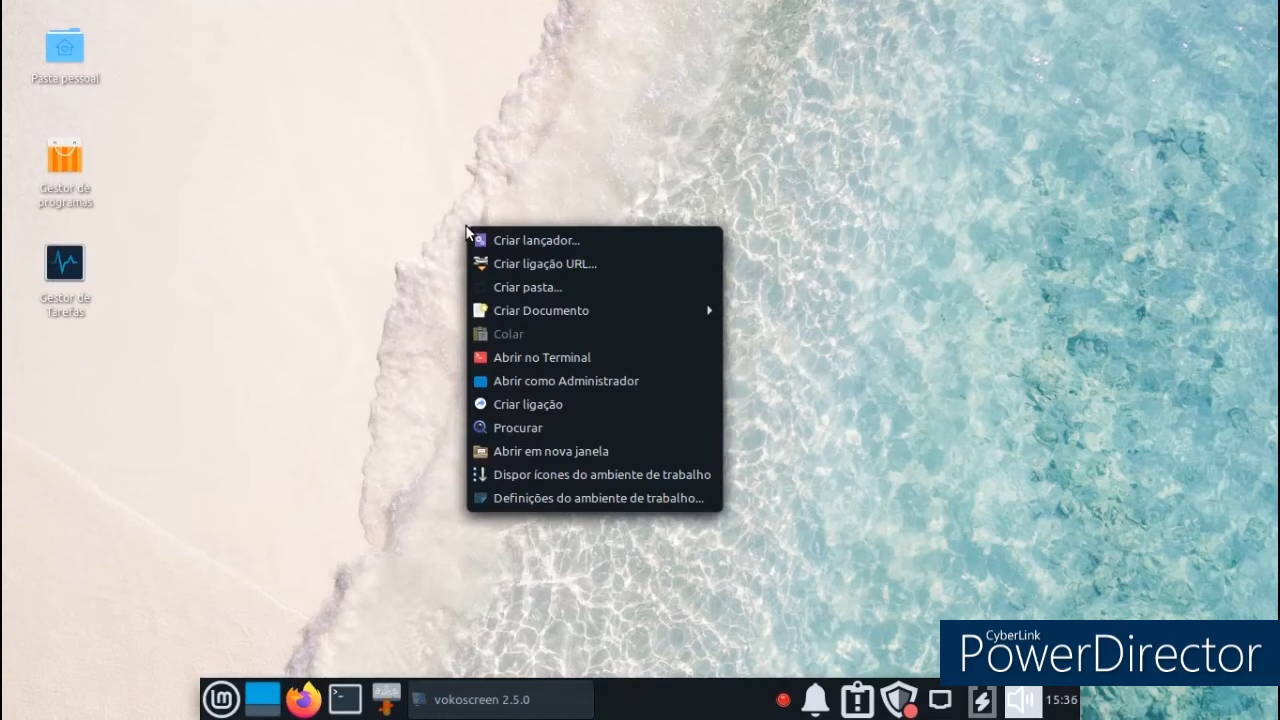 Pasta pessoal
Gestor de
programas
Gestor de
Tarefas
Criar lançador...
Criar ligação URL...
Criar pasta...
Criar Documento
Colar
Abrir no Terminal
Abrir como Administrador
Criar ligação
Procurar
Abrir em nova janela
Dispor ícones do ambiente de trabalho
Definições do ambiente de trabalho...
CyberLink
PowerDirector
vokoscreen 2.5.0
15:36